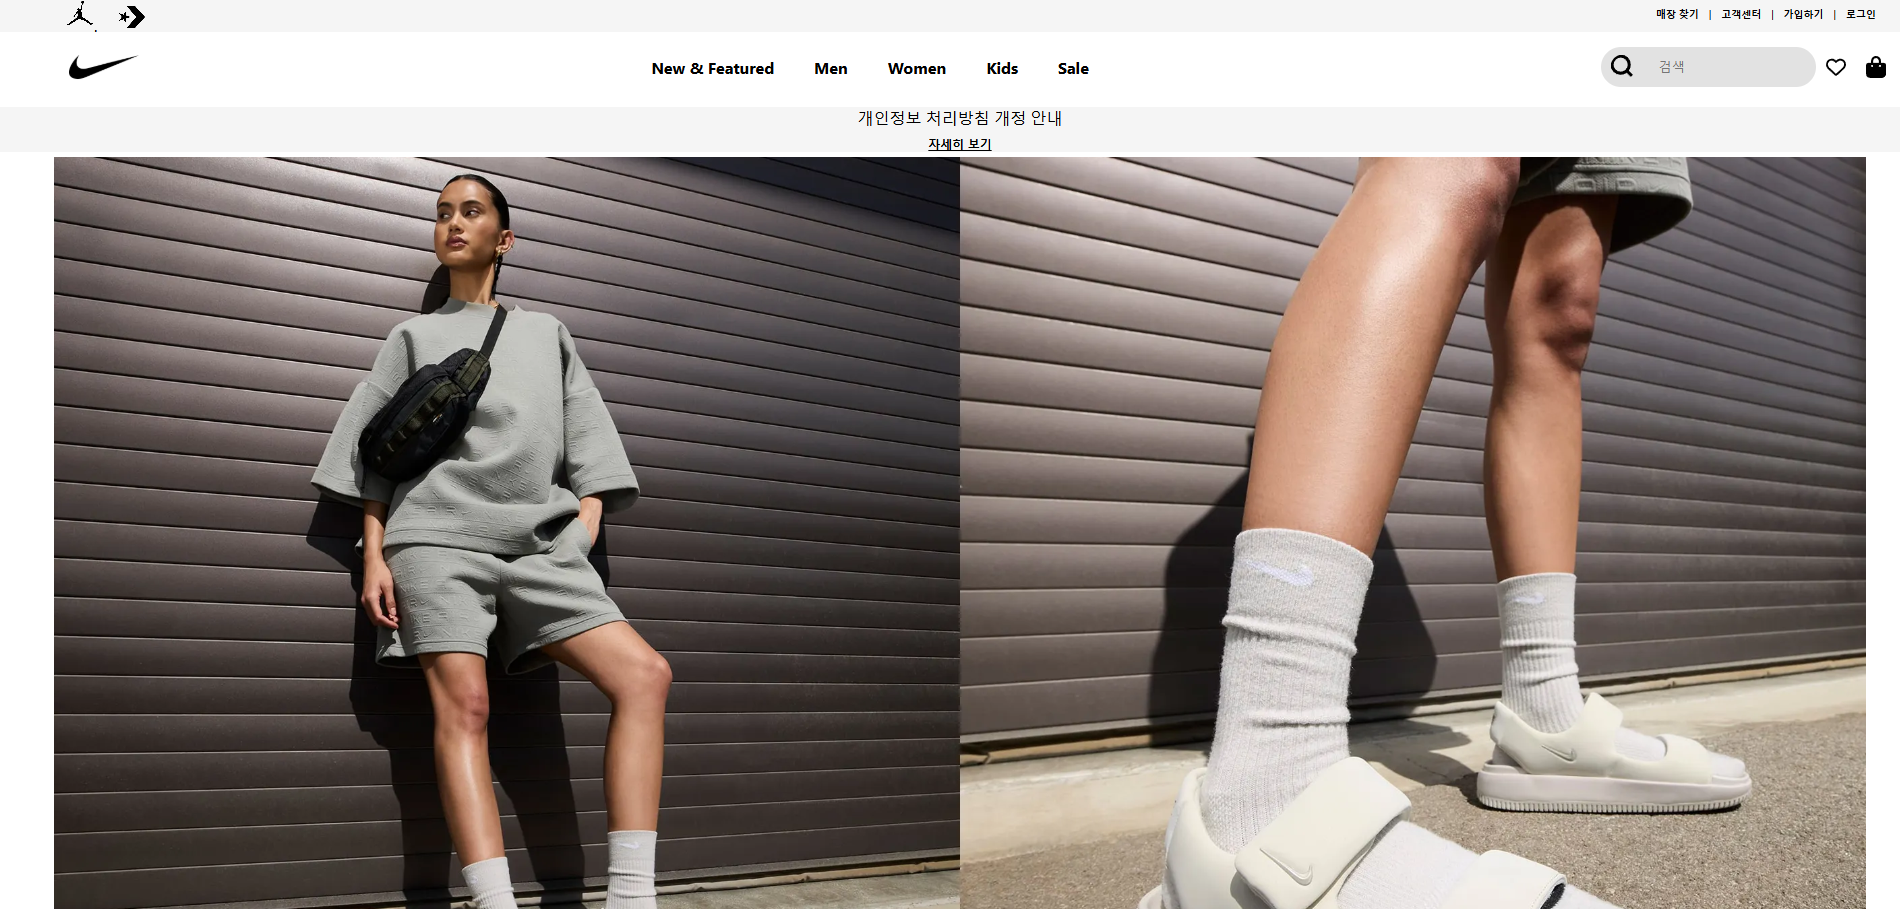 매장 찾기 | 고객센터 | 가입하기 | 로그인
New & Featured Men Women Kids Sale
검색
개인정보 처리방침 개정 안내
자세히 보기